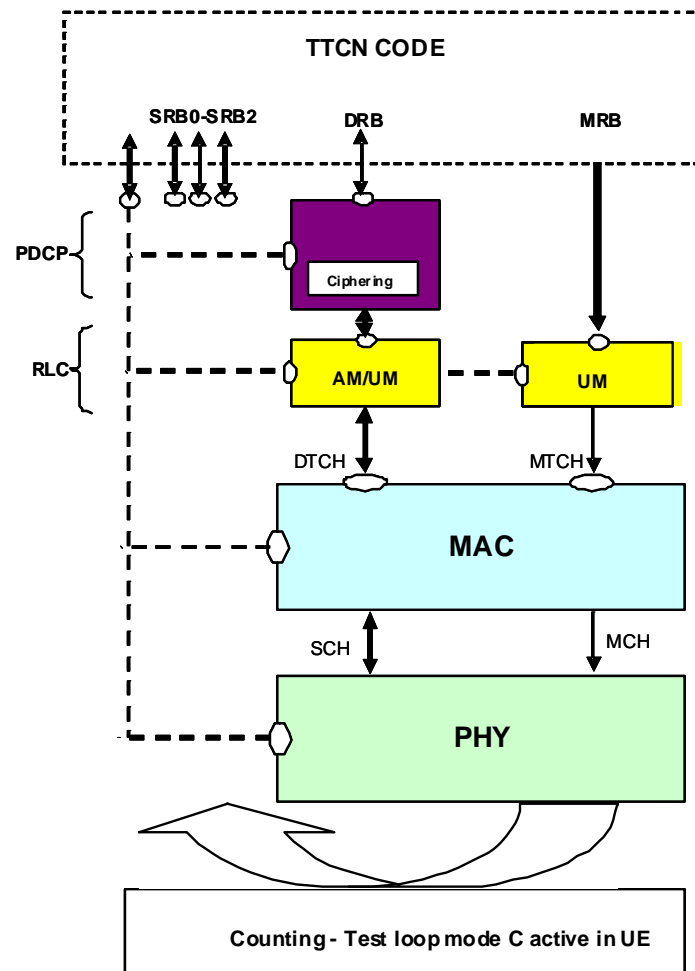 TTCN CODE
SRB0-SRB2
DRB
MRB
PDCP
Ciphering
RLC
AM/UM
UM
DTCH
MTCH
MAC
SCH
MCH
PHY
Counting - Test loop mode C active in UE